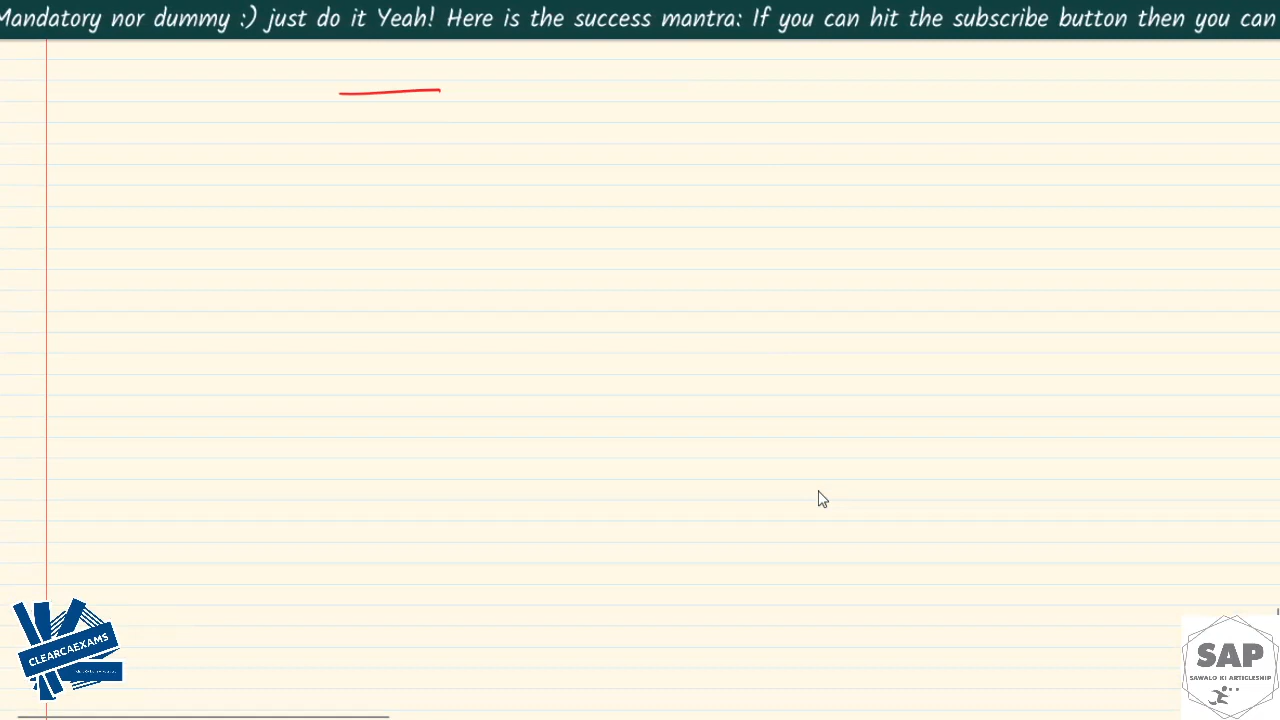 Mandatory nor dummy :) just do it Yeah! Here is the success mantra: If you can hit the subscribe button then you can
CLEARCAEXAMS
SAP
SAWALO KI ARTICLESHIP